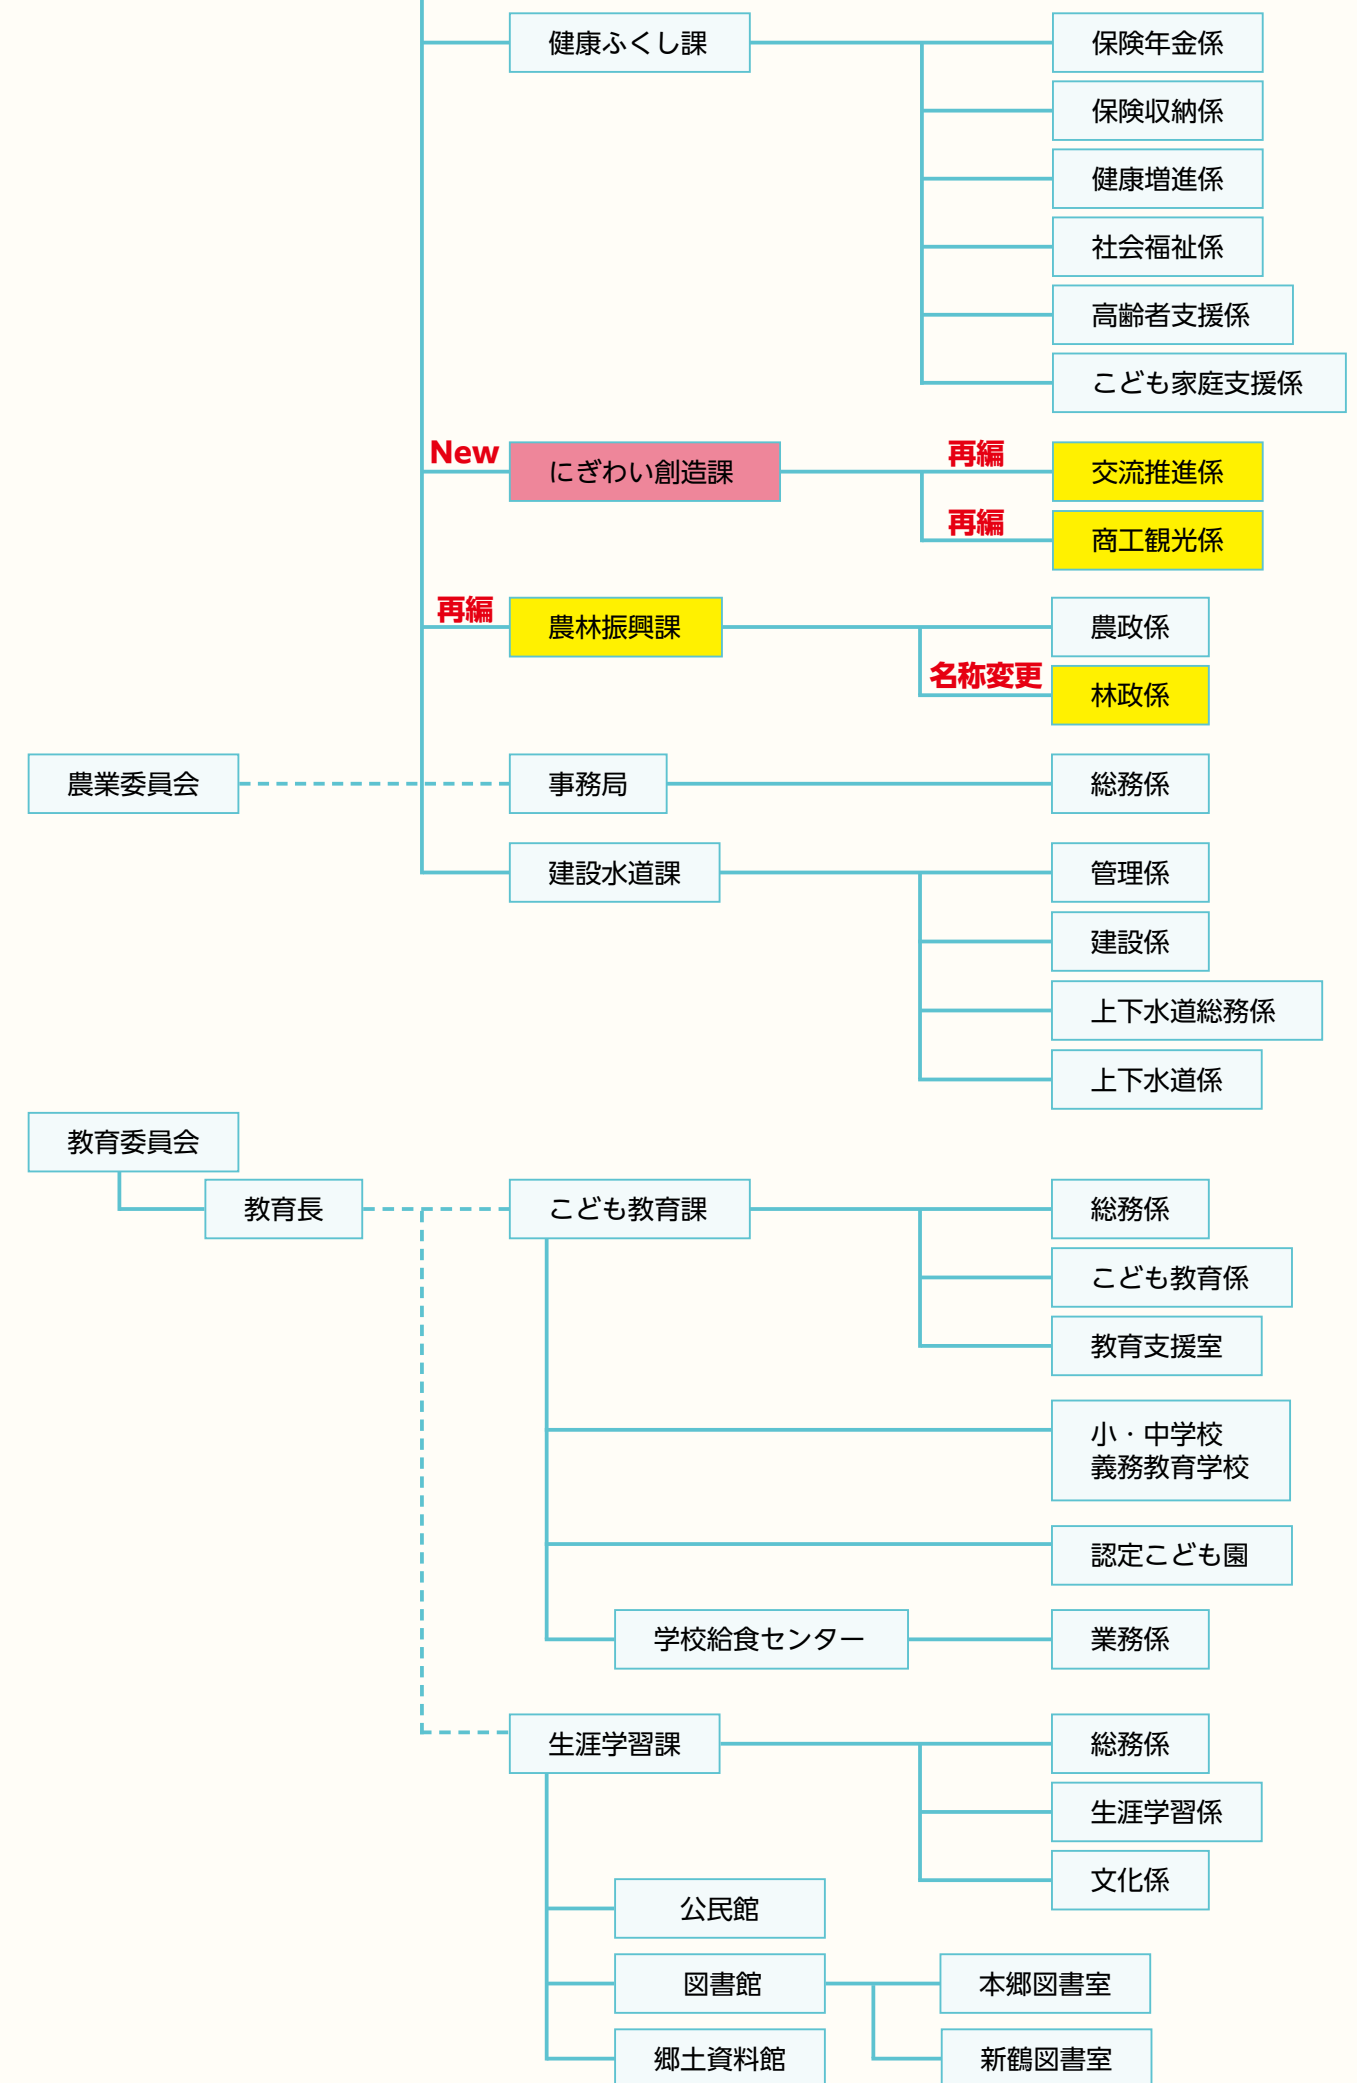 健康ふくし課
保険年金係
保険収納係
健康増進係
社会福祉係
高齢者支援係
こども家庭支援係
New
にぎわい創造課
再編
交流推進係
再編
商工観光係
再編
農林振興課
農政係
名称変更
林政係
農業委員会
事務局
総務係
建設水道課
管理係
建設係
上下水道総務係
上下水道係
教育委員会
教育長
こども教育課
総務係
こども教育係
教育支援室
小・中学校
義務教育学校
認定こども園
学校給食センター
業務係
生涯学習課
総務係
生涯学習係
文化係
公民館
図書館
本郷図書室
郷土資料館
新鶴図書室